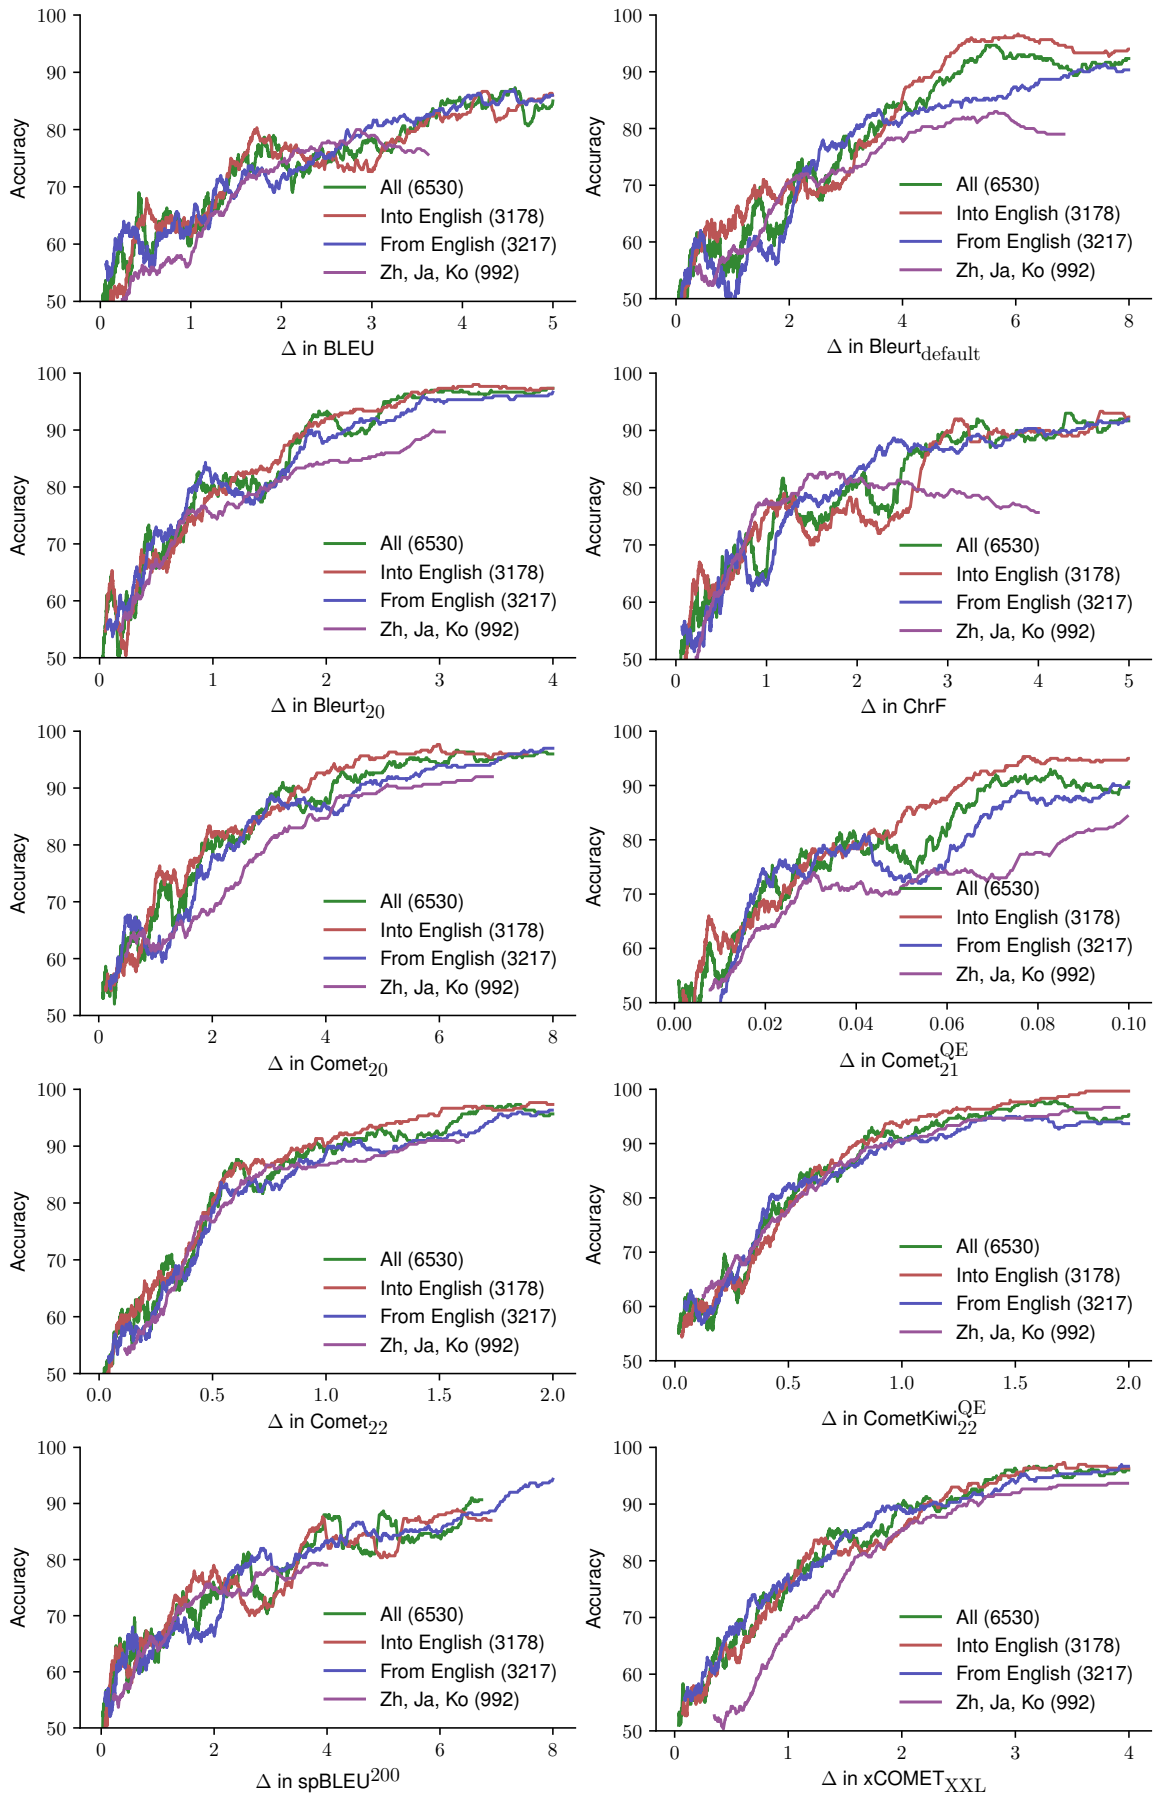 100
90
80
70
60
50
Accuracy
0 1 2 3 4 5
Δ in BLEU
All (6530)
Into English (3178)
From English (3217)
Zh, Ja, Ko (992)
100
90
80
70
60
50
Accuracy
0 2 4 6 8
Δ in Bleurt_default
All (6530)
Into English (3178)
From English (3217)
Zh, Ja, Ko (992)
100
90
80
70
60
50
Accuracy
0 1 2 3 4
Δ in Bleurt_20
All (6530)
Into English (3178)
From English (3217)
Zh, Ja, Ko (992)
100
90
80
70
60
50
Accuracy
0 1 2 3 4 5
Δ in ChrF
All (6530)
Into English (3178)
From English (3217)
Zh, Ja, Ko (992)
100
90
80
70
60
50
Accuracy
0 2 4 6 8
Δ in Comet_20
All (6530)
Into English (3178)
From English (3217)
Zh, Ja, Ko (992)
100
90
80
70
60
50
Accuracy
0.00 0.02 0.04 0.06 0.08 0.10
Δ in Comet_21^QE
All (6530)
Into English (3178)
From English (3217)
Zh, Ja, Ko (992)
100
90
80
70
60
50
Accuracy
0.0 0.5 1.0 1.5 2.0
Δ in Comet_22
All (6530)
Into English (3178)
From English (3217)
Zh, Ja, Ko (992)
100
90
80
70
60
50
Accuracy
0.0 0.5 1.0 1.5 2.0
Δ in CometKiwi_22^QE
All (6530)
Into English (3178)
From English (3217)
Zh, Ja, Ko (992)
100
90
80
70
60
50
Accuracy
0 2 4 6 8
Δ in spBLEU^200
All (6530)
Into English (3178)
From English (3217)
Zh, Ja, Ko (992)
100
90
80
70
60
50
Accuracy
0 1 2 3 4
Δ in xCOMET_XXL
All (6530)
Into English (3178)
From English (3217)
Zh, Ja, Ko (992)